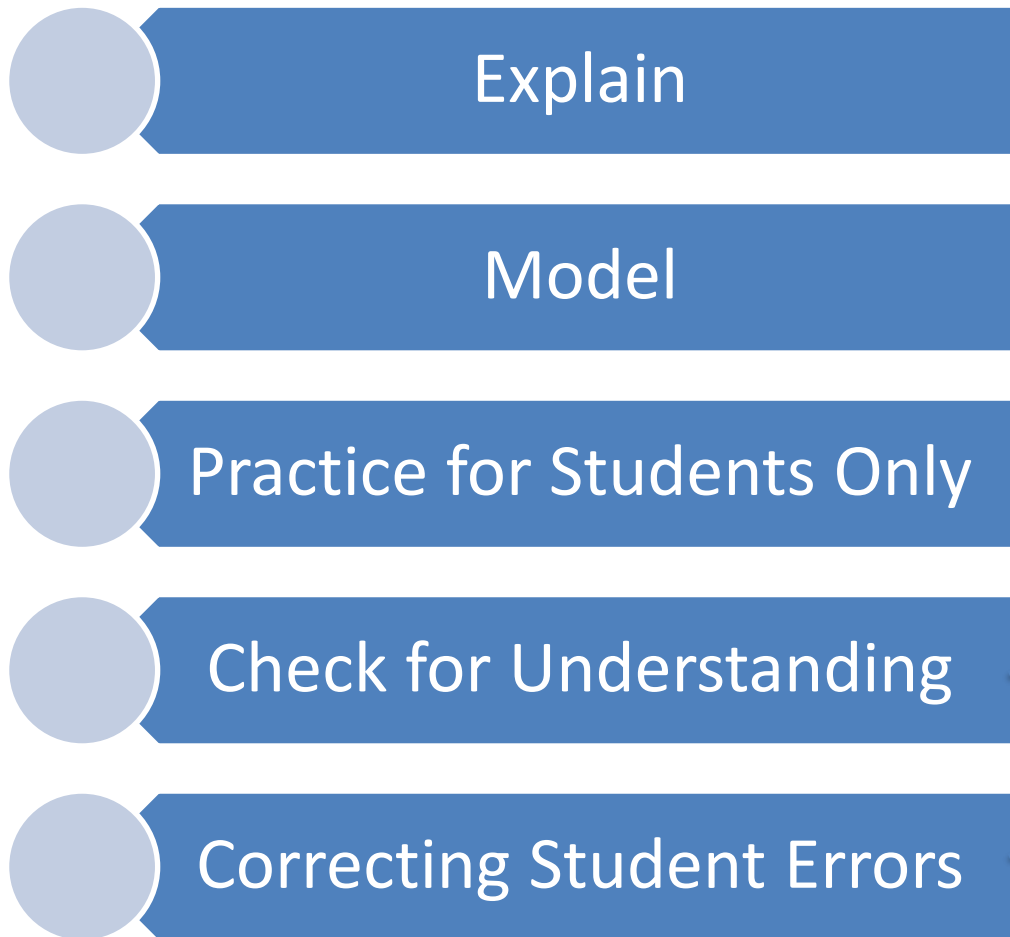 Explain
Model
Practice for Students Only
Check for Understanding
Correcting Student Errors